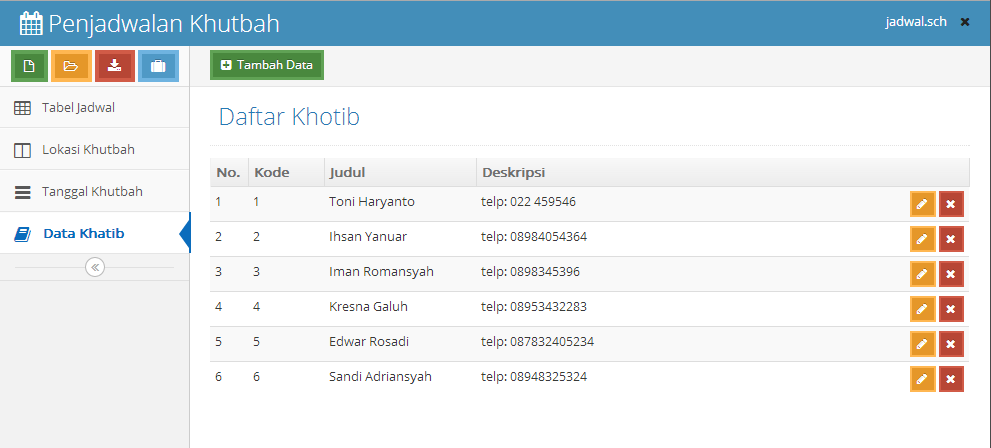 Penjadwalan Khutbah
jadwal.sch
Tambah Data
Tabel Jadwal
Lokasi Khutbah
Tanggal Khutbah
Data Khatib
Daftar Khotib
No. Kode Judul Deskripsi
1 1 Toni Haryanto telp: 022 459546
2 2 Ihsan Yanuar telp: 08984054364
3 3 Iman Romansyah telp: 0898345396
4 4 Kresna Galuh telp: 08953432283
5 5 Edwar Rosadi telp: 087832405234
6 6 Sandi Adriansyah telp: 08948325324